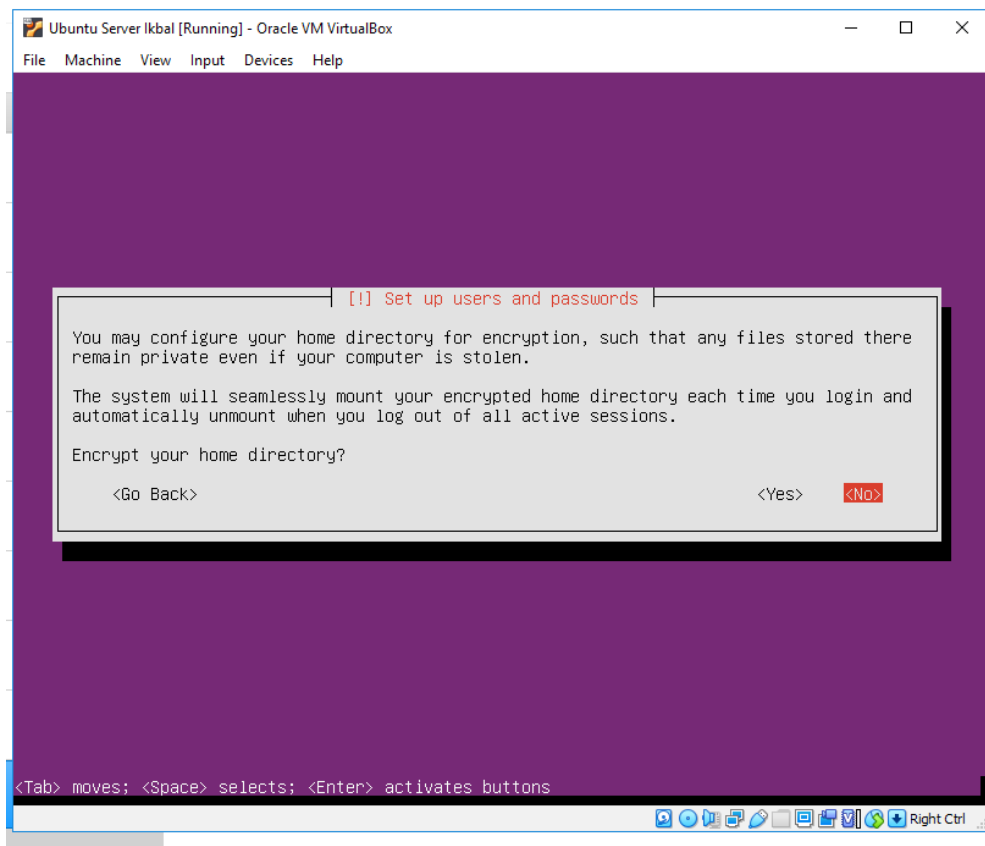 Ubuntu Server Ikbal [Running] - Oracle VM VirtualBox
File Machine View Input Devices Help
[!] Set up users and passwords
You may configure your home directory for encryption, such that any files stored there
remain private even if your computer is stolen.
The system will seamlessly mount your encrypted home directory each time you login and
automatically unmount when you log out of all active sessions.
Encrypt your home directory?
<Go Back> <Yes> <No>
<Tab> moves; <Space> selects; <Enter> activates buttons
Right Ctrl